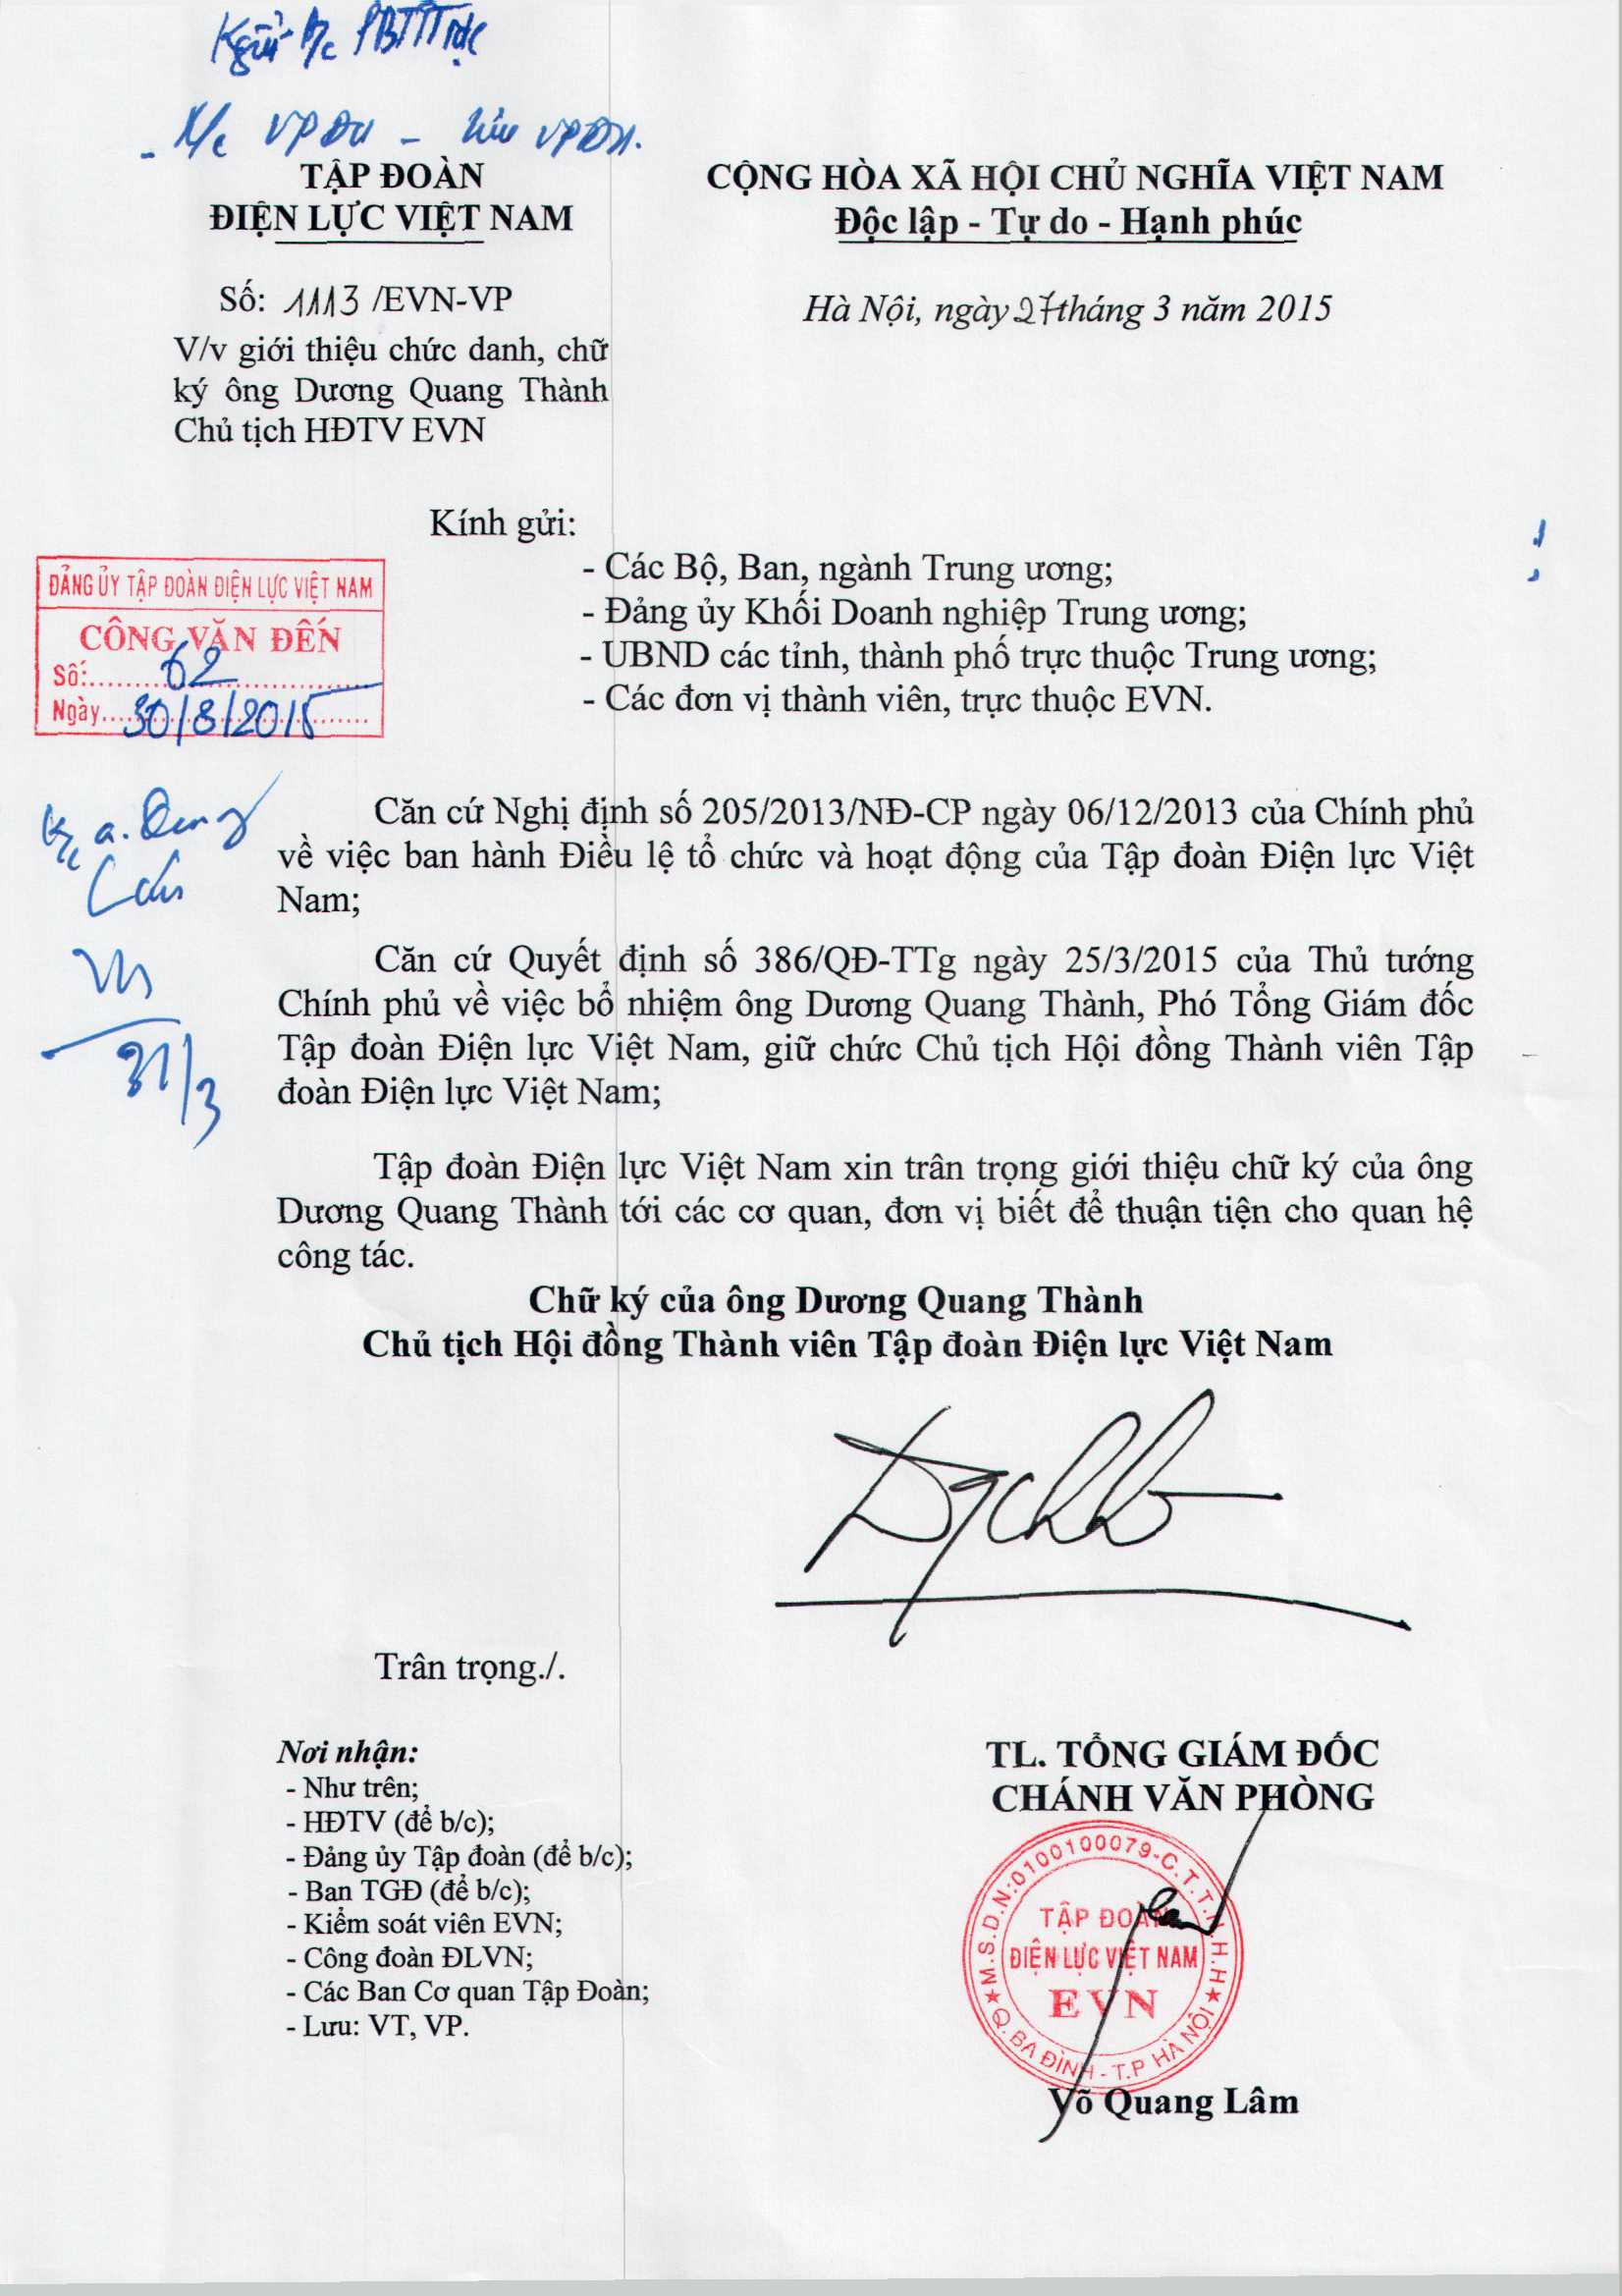 TẬP ĐOÀN
ĐIỆN LỰC VIỆT NAM
CỘNG HÒA XÃ HỘI CHỦ NGHĨA VIỆT NAM
Độc lập - Tự do - Hạnh phúc
Số: 1113 /EVN-VP
Hà Nội, ngày 27 tháng 3 năm 2015
V/v giới thiệu chức danh, chữ
ký ông Dương Quang Thành
Chủ tịch HĐTV EVN
Kính gửi:
- Các Bộ, Ban, ngành Trung ương;
- Đảng ủy Khối Doanh nghiệp Trung ương;
- UBND các tỉnh, thành phố trực thuộc Trung ương;
- Các đơn vị thành viên, trực thuộc EVN.
ĐẢNG ỦY TẬP ĐOÀN ĐIỆN LỰC VIỆT NAM
CÔNG VĂN ĐẾN
Số:........62........
Ngày....30/3/2015....
Căn cứ Nghị định số 205/2013/NĐ-CP ngày 06/12/2013 của Chính phủ
về việc ban hành Điều lệ tổ chức và hoạt động của Tập đoàn Điện lực Việt
Nam;
Căn cứ Quyết định số 386/QĐ-TTg ngày 25/3/2015 của Thủ tướng
Chính phủ về việc bổ nhiệm ông Dương Quang Thành, Phó Tổng Giám đốc
Tập đoàn Điện lực Việt Nam, giữ chức Chủ tịch Hội đồng Thành viên Tập
đoàn Điện lực Việt Nam;
31/3
Tập đoàn Điện lực Việt Nam xin trân trọng giới thiệu chữ ký của ông
Dương Quang Thành tới các cơ quan, đơn vị biết để thuận tiện cho quan hệ
công tác.
Chữ ký của ông Dương Quang Thành
Chủ tịch Hội đồng Thành viên Tập đoàn Điện lực Việt Nam
Trân trọng./.
Nơi nhận:
- Như trên;
- HĐTV (để b/c);
- Đảng ủy Tập đoàn (để b/c);
- Ban TGĐ (để b/c);
- Kiểm soát viên EVN;
- Công đoàn ĐLVN;
- Các Ban Cơ quan Tập Đoàn;
- Lưu: VT, VP.
TL. TỔNG GIÁM ĐỐC
CHÁNH VĂN PHÒNG
M.S.D.N:0100100079-C.T.T.N.H.H
TẬP ĐOÀN
ĐIỆN LỰC VIỆT NAM
EVN
Q. BA ĐÌNH - T.P HÀ NỘI
Võ Quang Lâm